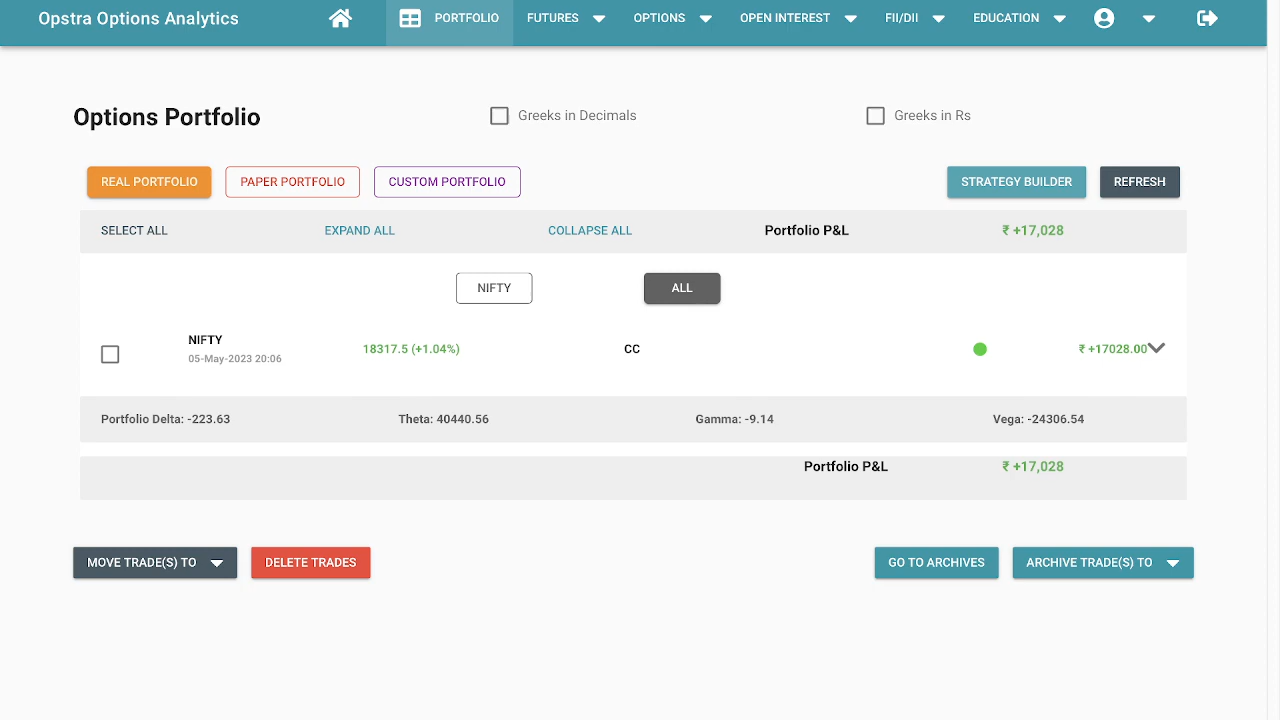 Opstra Options Analytics PORTFOLIO FUTURES OPTIONS OPEN INTEREST FII/DII EDUCATION
Options Portfolio Greeks in Decimals Greeks in Rs
REAL PORTFOLIO PAPER PORTFOLIO CUSTOM PORTFOLIO STRATEGY BUILDER REFRESH
SELECT ALL EXPAND ALL COLLAPSE ALL Portfolio P&L ₹ +17,028
NIFTY ALL
NIFTY 18317.5 (+1.04%) CC ₹ +17028.00
05-May-2023 20:06
Portfolio Delta: -223.63 Theta: 40440.56 Gamma: -9.14 Vega: -24306.54
Portfolio P&L ₹ +17,028
MOVE TRADE(S) TO DELETE TRADES GO TO ARCHIVES ARCHIVE TRADE(S) TO